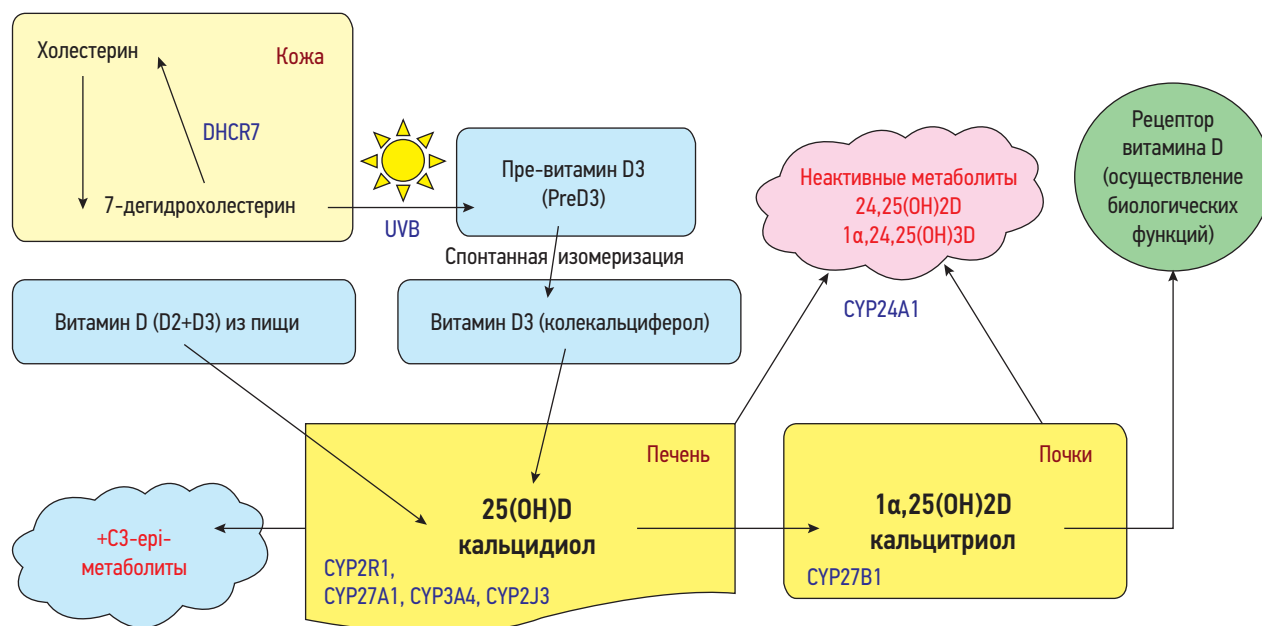 Холестерин
Кожа
DHCR7
7-дегидрохолестерин
UVB
Пре-витамин D3
(PreD3)
Спонтанная изомеризация
Неактивные метаболиты
24,25(OH)2D
1α,24,25(OH)3D
Рецептор
витамина D
(осуществление
биологических
функций)
Витамин D (D2+D3) из пищи
Витамин D3 (колекальциферол)
CYP24A1
Печень
25(OH)D
кальцидиол
CYP2R1,
CYP27A1, CYP3A4, CYP2J3
Почки
1α,25(OH)2D
кальцитриол
CYP27B1
+C3-epi-
метаболиты